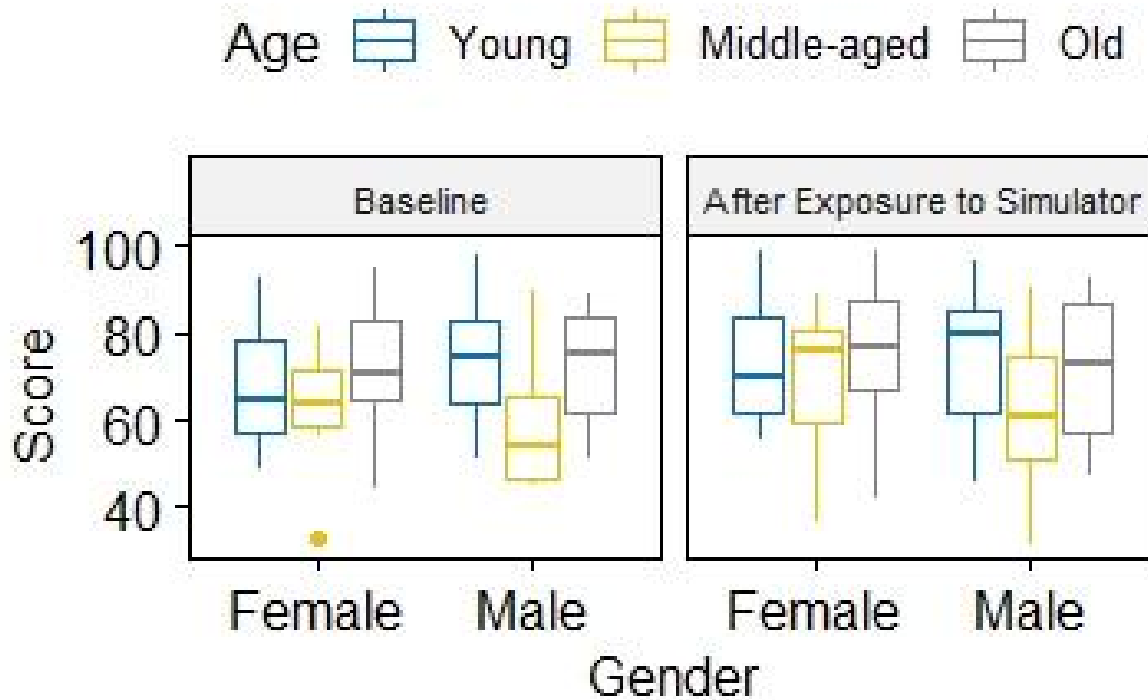 Age Young Middle-aged Old
Baseline After Exposure to Simulator
100
80
60
40
Score
Female Male Female Male
Gender